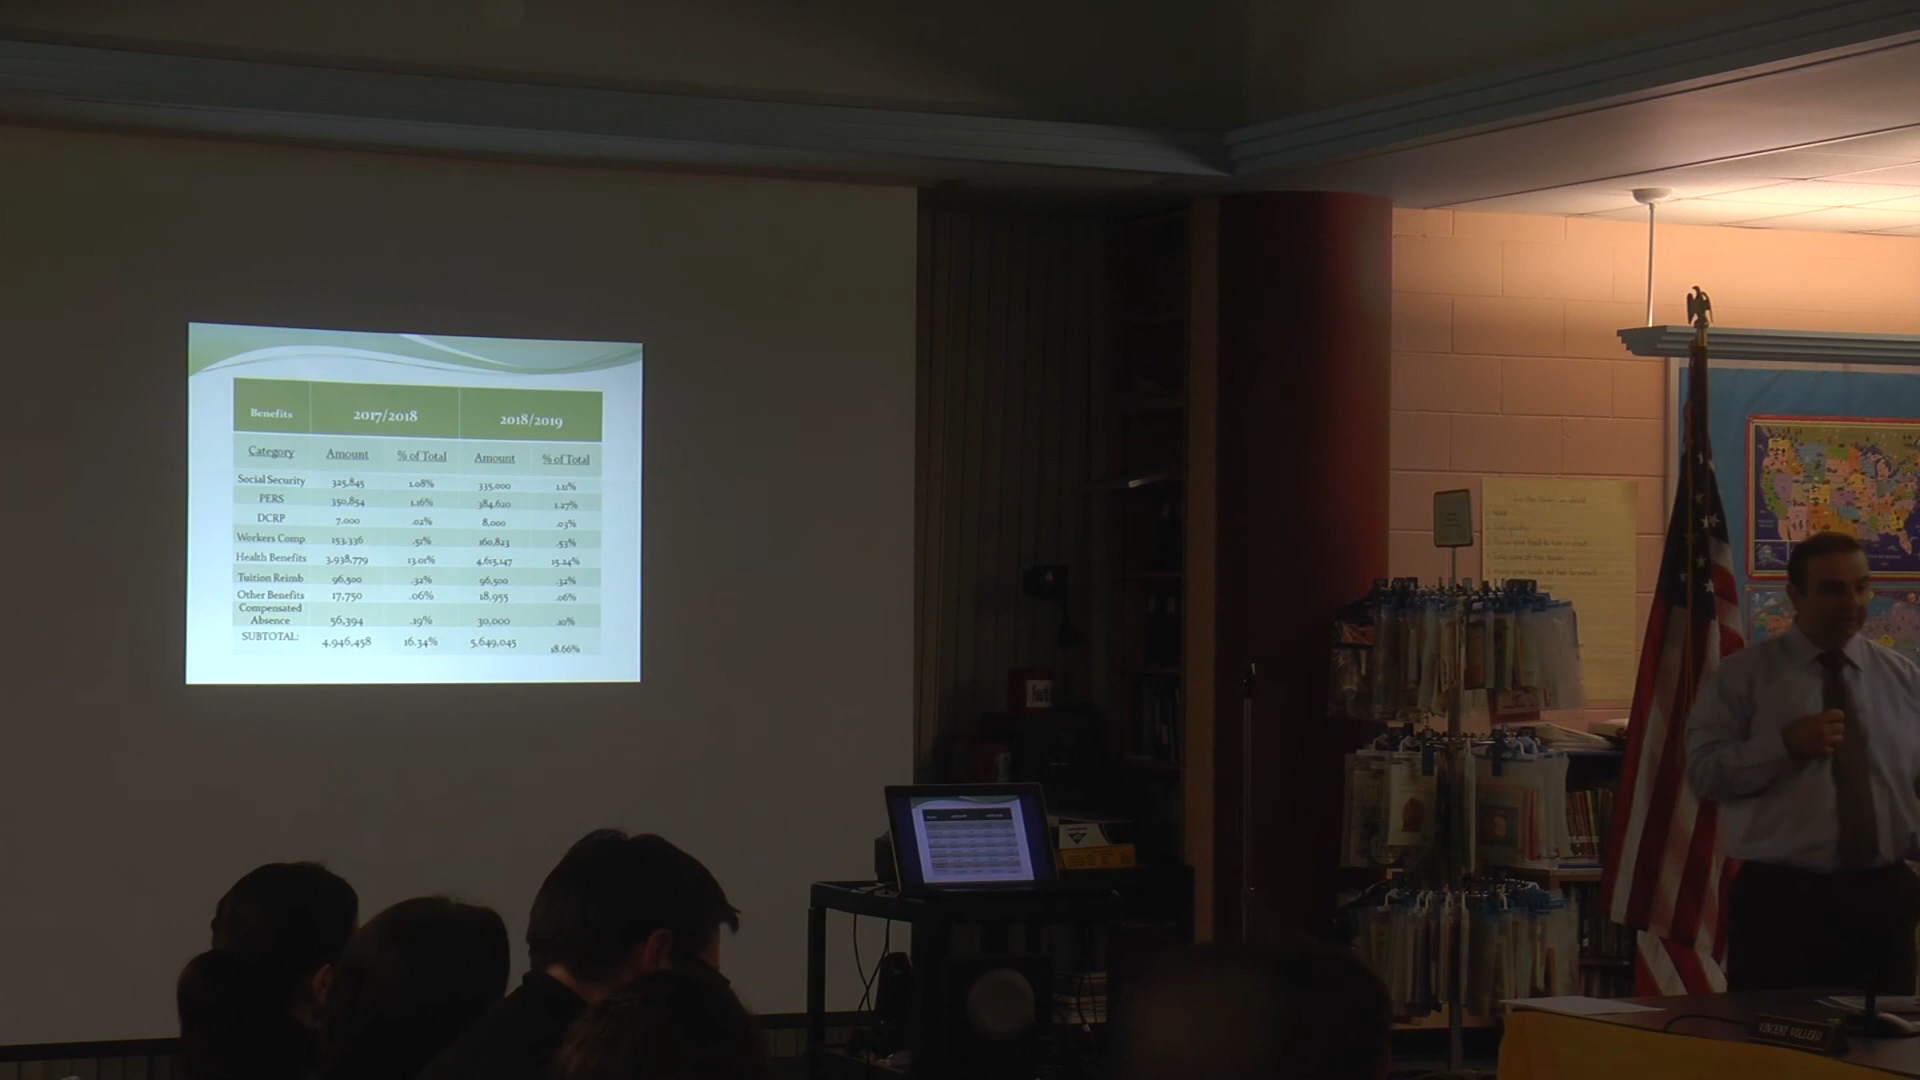 Benefits 2017/2018 2018/2019
Category Amount % of Total Amount % of Total
Social Security 325,845 1.08% 335,000 1.11%
PERS 350,854 1.16% 384,620 1.27%
DCRP 7,000 .02% 8,000 .03%
Workers Comp 153,336 .51% 160,823 .53%
Health Benefits 3,938,779 13.01% 4,615,147 15.24%
Tuition Reimb 96,500 .32% 96,500 .32%
Other Benefits 17,750 .06% 18,955 .06%
Compensated
Absence 56,394 .19% 30,000 .10%
SUBTOTAL: 4,946,458 16.34% 5,649,045 18.66%